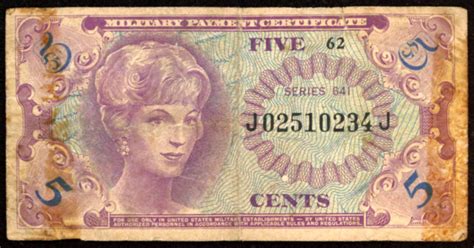 MILITARY PAYMENT CERTIFICATE
5 FIVE 62 5
SERIES 641
J02510234J
5 CENTS 5
FOR USE ONLY IN UNITED STATES MILITARY ESTABLISHMENTS - BY UNITED STATES
AUTHORIZED PERSONNEL IN ACCORDANCE WITH APPLICABLE RULES AND REGULATIONS.